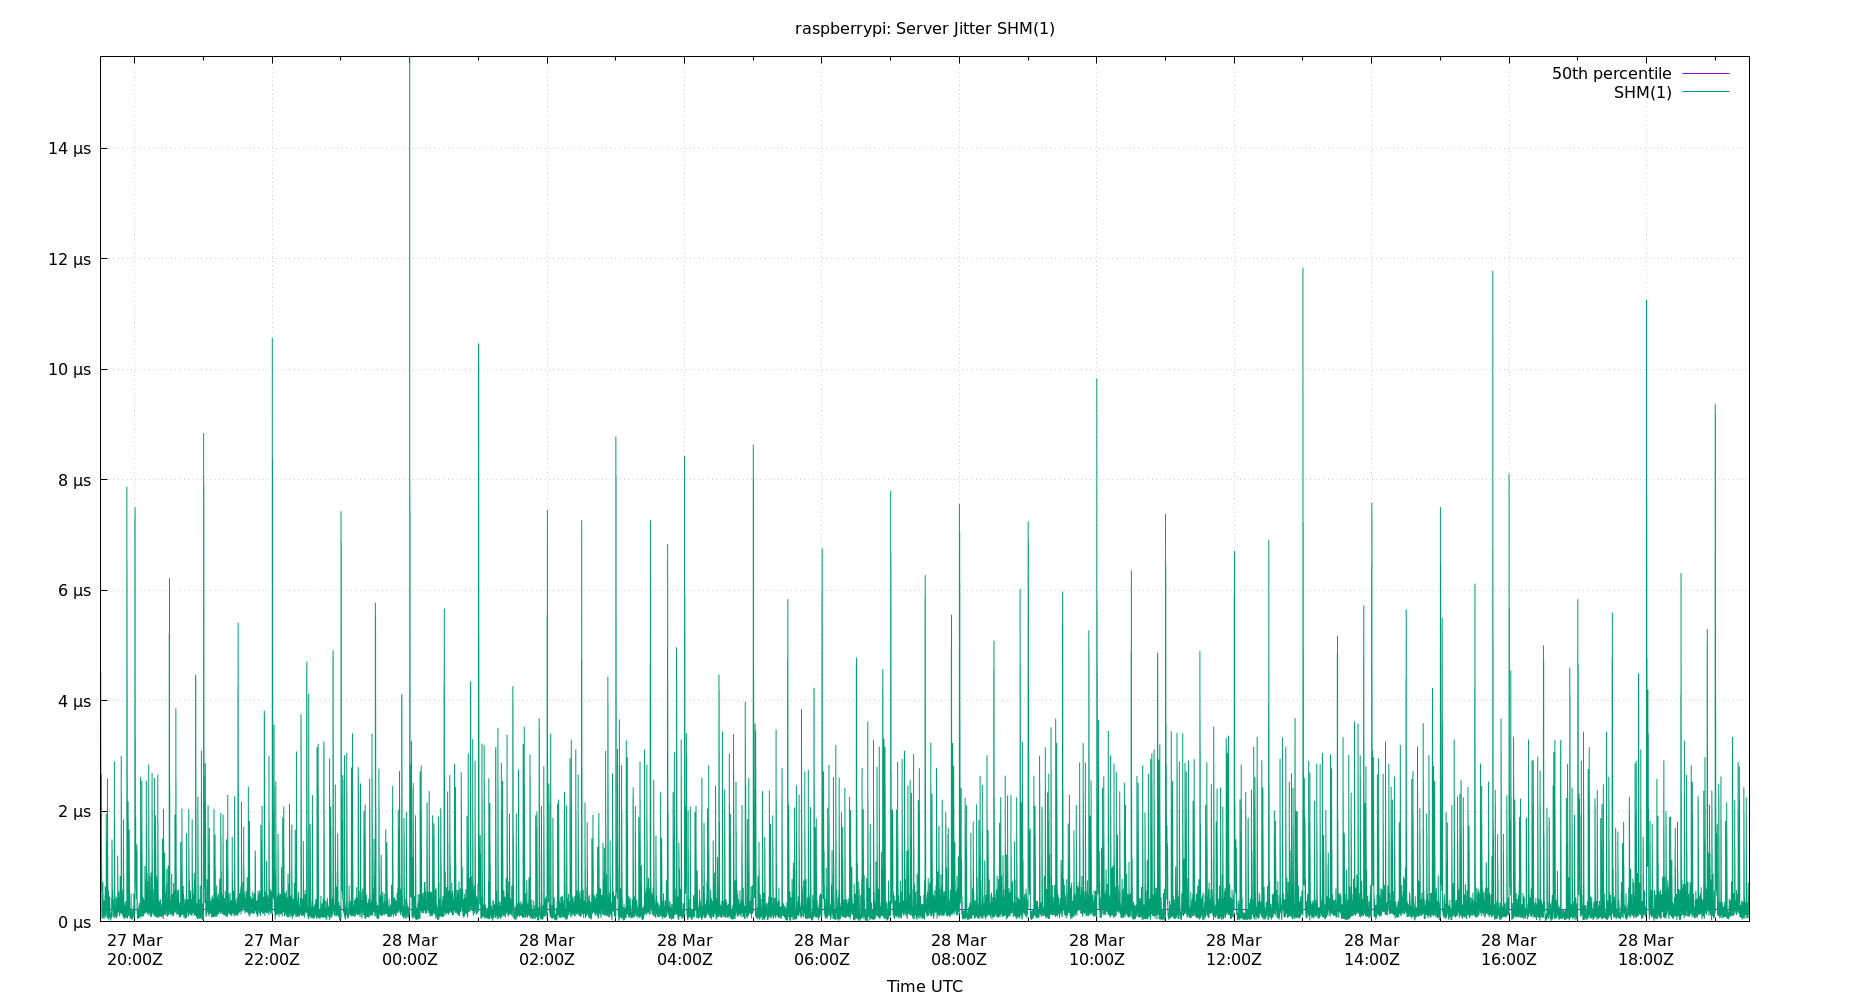 raspberrypi: Server Jitter SHM(1)
50th percentile
SHM(1)
14 µs
12 µs
10 µs
8 µs
6 µs
4 µs
2 µs
0 µs
27 Mar 27 Mar 28 Mar 28 Mar 28 Mar 28 Mar 28 Mar 28 Mar 28 Mar 28 Mar 28 Mar 28 Mar
20:00Z 22:00Z 00:00Z 02:00Z 04:00Z 06:00Z 08:00Z 10:00Z 12:00Z 14:00Z 16:00Z 18:00Z
Time UTC